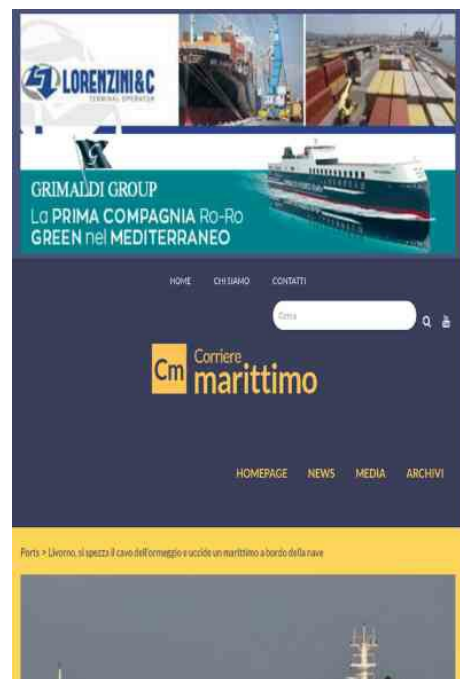 LORENZINI&C
TERMINAL OPERATOR
GRIMALDI GROUP
La PRIMA COMPAGNIA Ro-Ro
GREEN nel MEDITERRANEO
HOME CHI SIAMO CONTATTI
Cerca
Cm Corriere
marittimo
HOMEPAGE NEWS MEDIA ARCHIVI
Ports > Livorno, si spezza il cavo dell'ormeggio e uccide un marittimo a bordo della nave